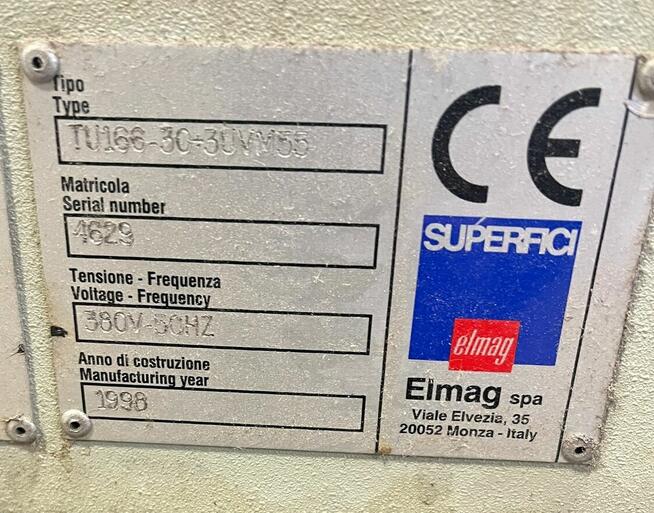 Tipo
Type
TU166-30+3UVM55
Matricola
Serial number
4629
Tensione - Frequenza
Voltage - Frequency
380V-50HZ
Anno di costruzione
Manufacturing year
1998
CE
SUPERFICI
elmag
Elmag spa
Viale Elvezia, 35
20052 Monza - Italy